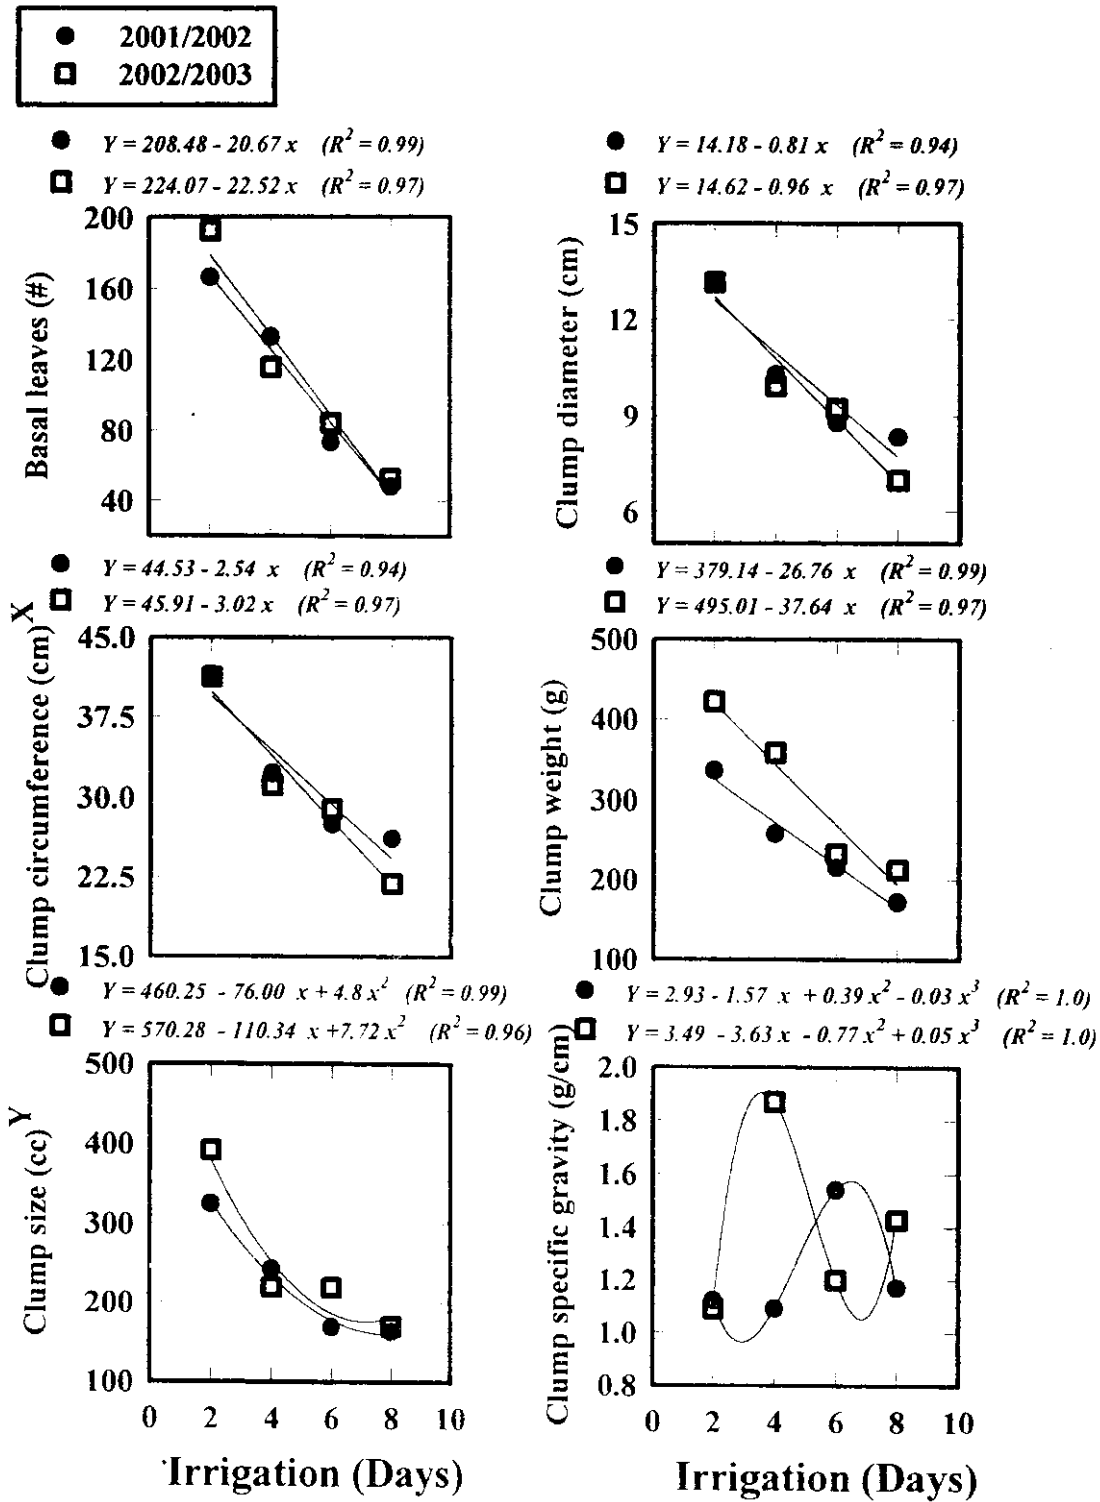 2001/2002
2002/2003
Y = 208.48 - 20.67 x (R² = 0.99)
Y = 224.07 - 22.52 x (R² = 0.97)
Basal leaves (#)
200
160
120
80
40
Y = 14.18 - 0.81 x (R² = 0.94)
Y = 14.62 - 0.96 x (R² = 0.97)
Clump diameter (cm)
15
12
9
6
Y = 44.53 - 2.54 x (R² = 0.94)
Y = 45.91 - 3.02 x (R² = 0.97)
Clump circumference (cm)X
45.0
37.5
30.0
22.5
15.0
Y = 379.14 - 26.76 x (R² = 0.99)
Y = 495.01 - 37.64 x (R² = 0.97)
Clump weight (g)
500
400
300
200
100
Y = 460.25 - 76.00 x + 4.8 x² (R² = 0.99)
Y = 570.28 - 110.34 x +7.72 x² (R² = 0.96)
Clump size (cc)Y
500
400
300
200
100
0 2 4 6 8 10
Irrigation (Days)
Y = 2.93 - 1.57 x + 0.39 x² - 0.03 x³ (R² = 1.0)
Y = 3.49 - 3.63 x - 0.77 x² + 0.05 x³ (R² = 1.0)
Clump specific gravity (g/cm)
2.0
1.8
1.6
1.4
1.2
1.0
0.8
0 2 4 6 8 10
Irrigation (Days)